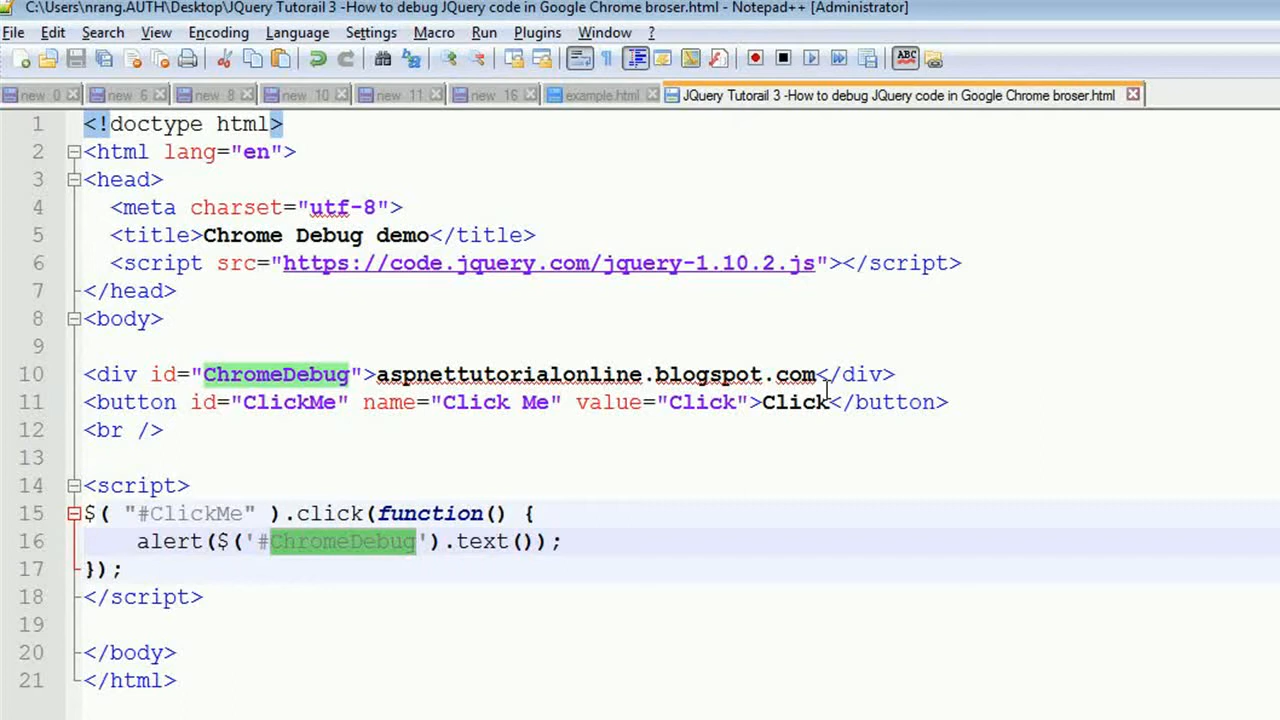 C:\Users\nrang.AUTH\Desktop\JQuery Tutorail 3 -How to debug JQuery code in Google Chrome broser.html - Notepad++ [Administrator]
File Edit Search View Encoding Language Settings Macro Run Plugins Window ?
ABC
new 0 new 6 new 8 new 10 new 11 new 16 example.html JQuery Tutorail 3 -How to debug JQuery code in Google Chrome broser.html
1 <!doctype html>
2 <html lang="en">
3 <head>
4 <meta charset="utf-8">
5 <title>Chrome Debug demo</title>
6 <script src="https://code.jquery.com/jquery-1.10.2.js"></script>
7 </head>
8 <body>
9
10 <div id="ChromeDebug">aspnettutorialonline.blogspot.com</div>
11 <button id="ClickMe" name="Click Me" value="Click">Click</button>
12 <br />
13
14 <script>
15 $( "#ClickMe" ).click(function() {
16 alert($('#ChromeDebug').text());
17 });
18 </script>
19
20 </body>
21 </html>